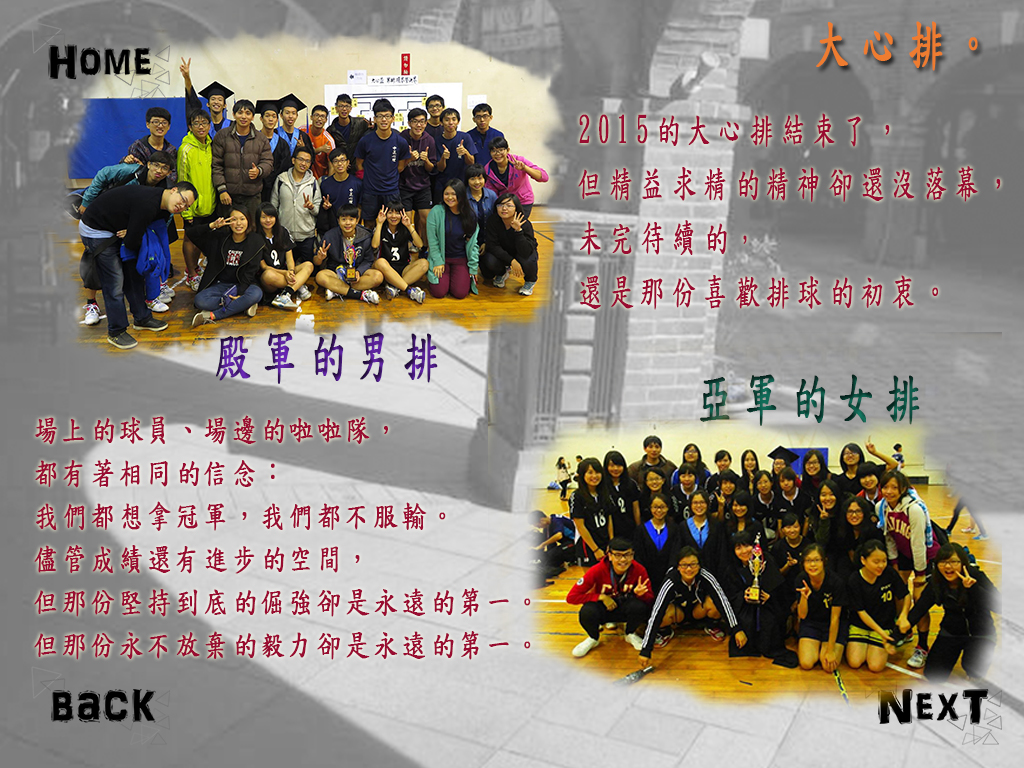 HOME
大心排。
2015的大心排結束了，
但精益求精的精神卻還沒落幕，
未完待續的，
還是那份喜歡排球的初衷。
殿軍的男排
場上的球員、場邊的啦啦隊，
都有著相同的信念：
我們都想拿冠軍，我們都不服輸。
儘管成績還有進步的空間，
但那份堅持到底的倔強卻是永遠的第一。
但那份永不放棄的毅力卻是永遠的第一。
亞軍的女排
BaCK
NEXT